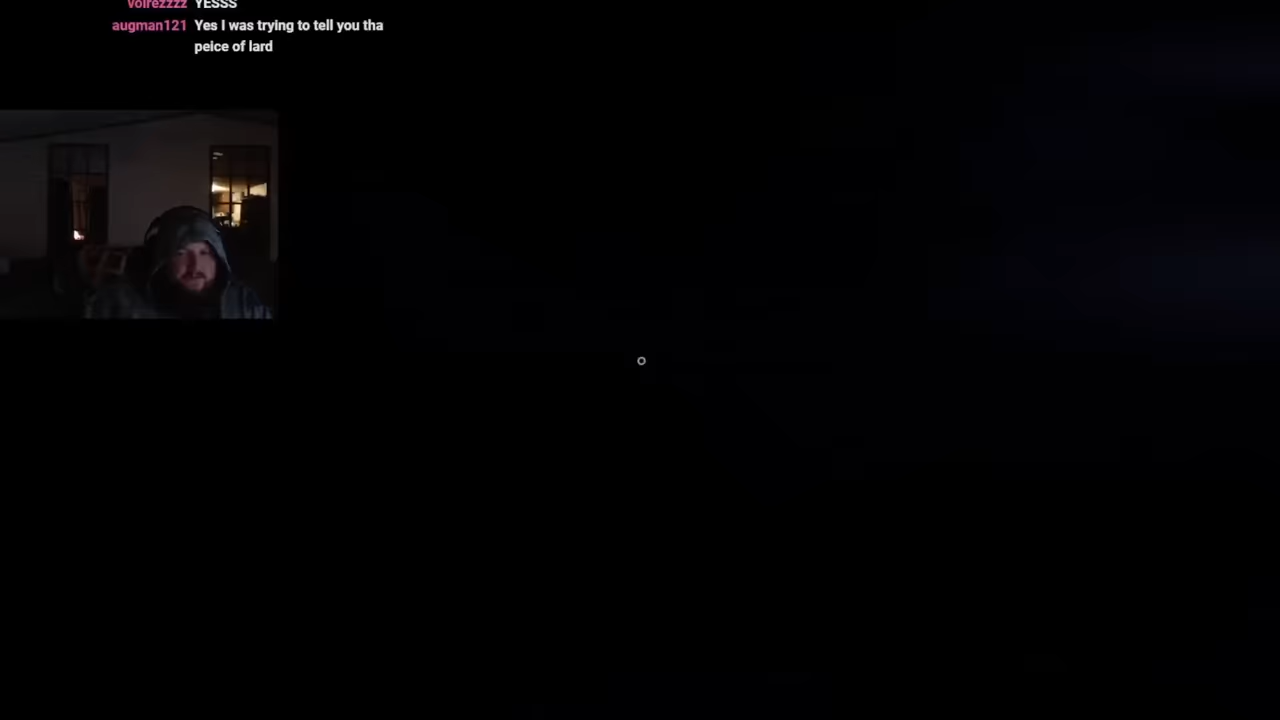 voirezzzz YESSS
augman121 Yes I was trying to tell you tha
peice of lard